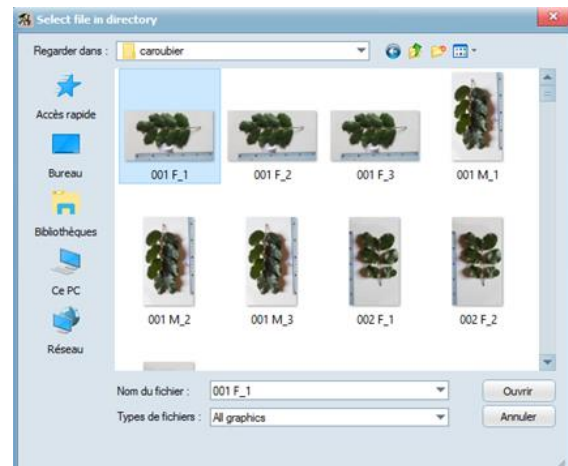 Select file in directory
Regarder dans :
caroubier
Accès rapide
Bureau
Bibliothèques
Ce PC
Réseau
001 F_1
001 F_2
001 F_3
001 M_1
001 M_2
001 M_3
002 F_1
002 F_2
Nom du fichier :
001 F_1
Ouvrir
Types de fichiers :
All graphics
Annuler